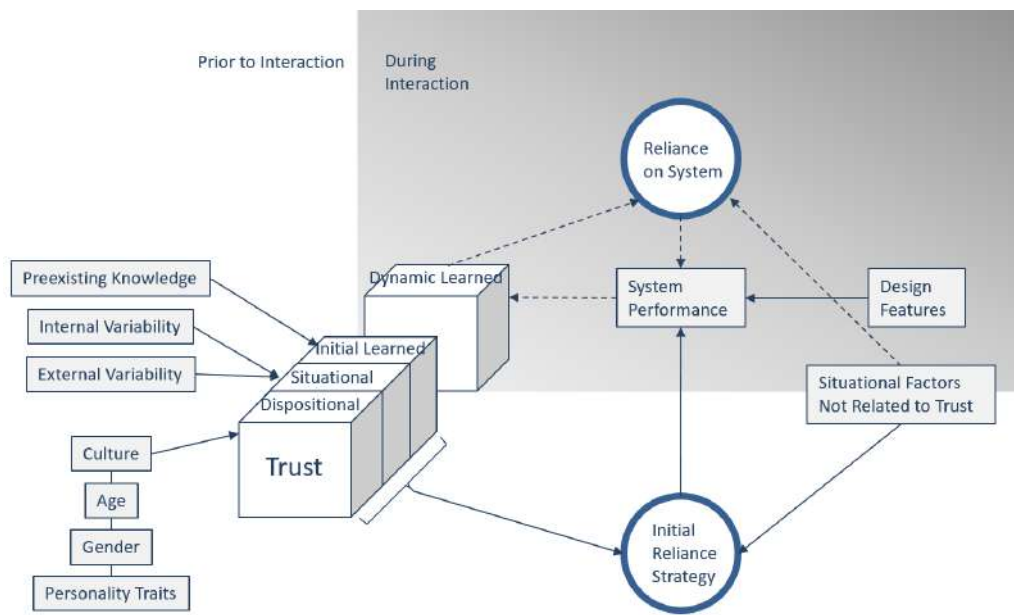 Prior to Interaction
During
Interaction
Reliance
on System
Preexisting Knowledge
Dynamic Learned
System
Performance
Design
Features
Internal Variability
Initial Learned
External Variability
Situational
Situational Factors
Not Related to Trust
Dispositional
Culture
Trust
Age
Gender
Initial
Reliance
Strategy
Personality Traits